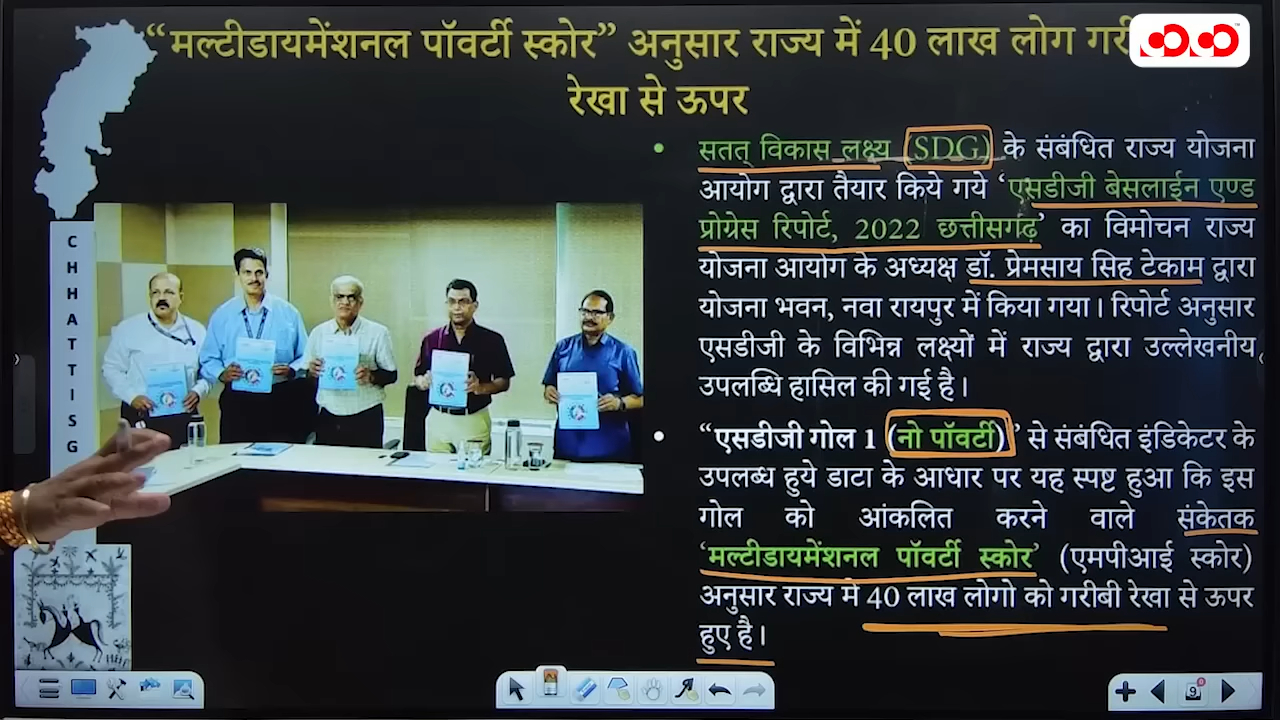 “मल्टीडायमेंशनल पॉवर्टी स्कोर” अनुसार राज्य में 40 लाख लोग
रेखा से ऊपर
• सतत् विकास लक्ष्य (SDG) के संबंधित राज्य योजना
आयोग द्वारा तैयार किये गये ‘एसडीजी बेसलाईन एण्ड
प्रोग्रेस रिपोर्ट, 2022 छत्तीसगढ़’ का विमोचन राज्य
योजना आयोग के अध्यक्ष डॉ. प्रेमसाय सिह टेकाम द्वारा
योजना भवन, नवा रायपुर में किया गया। रिपोर्ट अनुसार
एसडीजी के विभिन्न लक्ष्यों में राज्य द्वारा उल्लेखनीय
उपलब्धि हासिल की गई है।
• “एसडीजी गोल 1 (नो पॉवर्टी)” से संबंधित इंडिकेटर के
उपलब्ध हुये डाटा के आधार पर यह स्पष्ट हुआ कि इस
गोल को आंकलित करने वाले संकेतक
‘मल्टीडायमेंशनल पॉवर्टी स्कोर’ (एमपीआई स्कोर)
अनुसार राज्य में 40 लाख लोगो को गरीबी रेखा से ऊपर
हुए है।
C
H
H
A
T
T
I
S
G
9